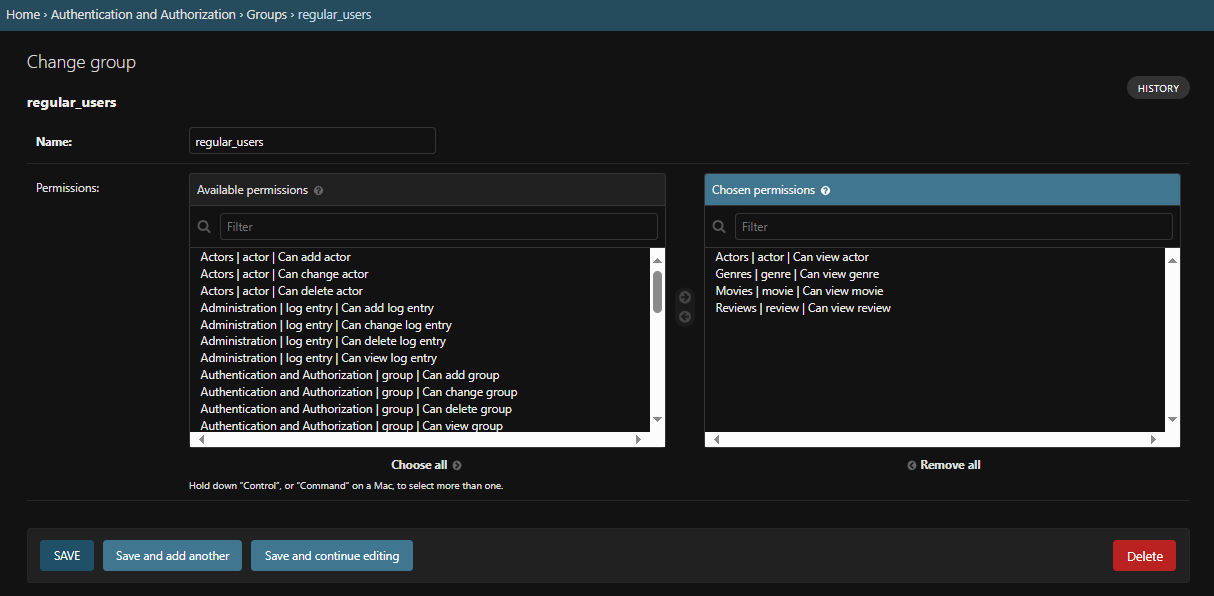 Home › Authentication and Authorization › Groups › regular_users
Change group
HISTORY
regular_users
Name:
regular_users
Permissions:
Available permissions ?
Filter
Actors | actor | Can add actor
Actors | actor | Can change actor
Actors | actor | Can delete actor
Administration | log entry | Can add log entry
Administration | log entry | Can change log entry
Administration | log entry | Can delete log entry
Administration | log entry | Can view log entry
Authentication and Authorization | group | Can add group
Authentication and Authorization | group | Can change group
Authentication and Authorization | group | Can delete group
Authentication and Authorization | group | Can view group
Choose all
Hold down “Control”, or “Command” on a Mac, to select more than one.
Chosen permissions ?
Filter
Actors | actor | Can view actor
Genres | genre | Can view genre
Movies | movie | Can view movie
Reviews | review | Can view review
Remove all
SAVE
Save and add another
Save and continue editing
Delete